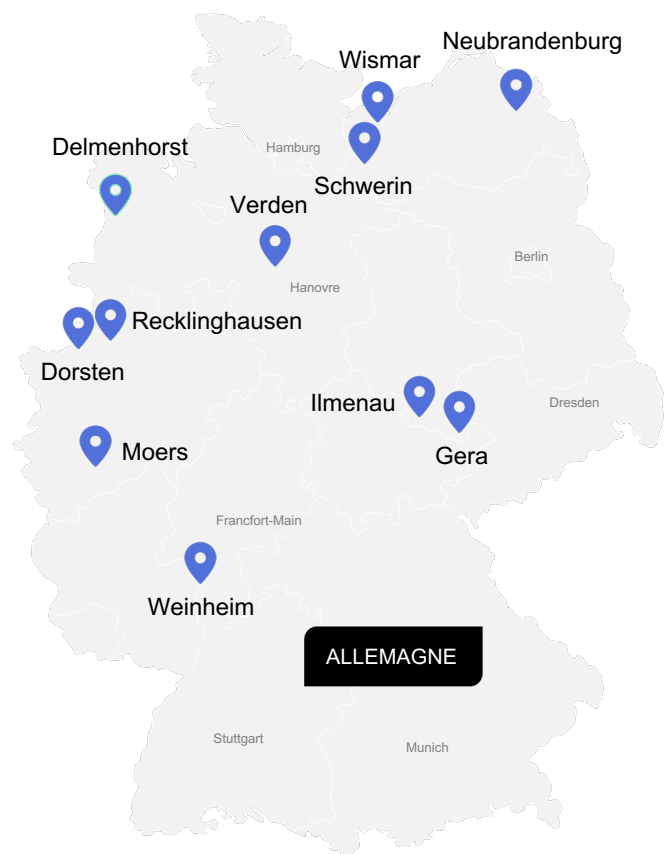 Neubrandenburg
Wismar
Delmenhorst
Hamburg
Schwerin
Verden
Berlin
Hanovre
Recklinghausen
Dorsten
Ilmenau
Dresden
Moers
Gera
Francfort-Main
Weinheim
ALLEMAGNE
Stuttgart
Munich